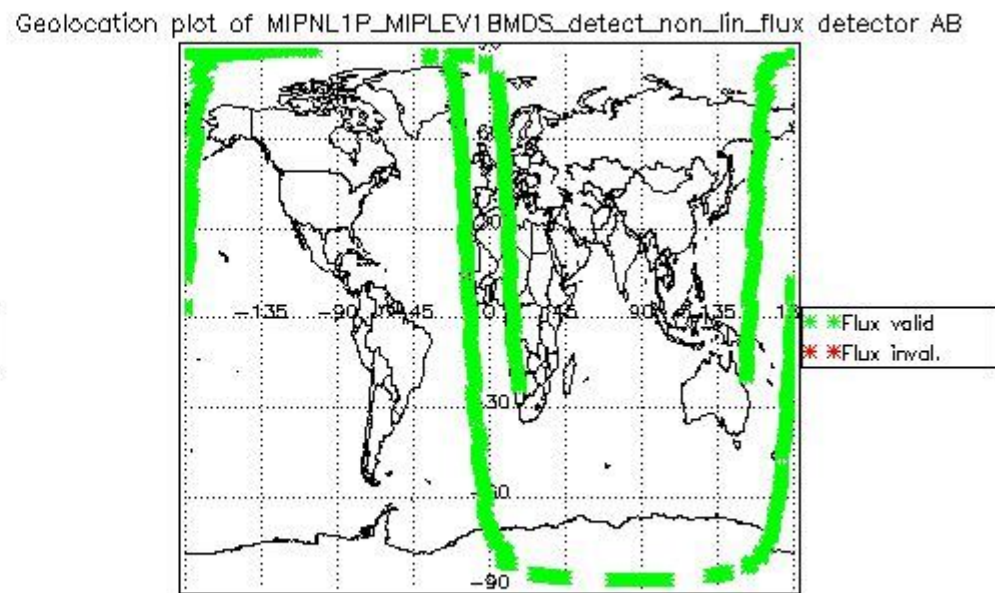 Geolocation plot of MIPNL1P_MIPLEV1BMDS_detect_non_lin_flux detector AB
-135 -90 -45 0 45 90 135
-30
-60
-90
Flux valid
Flux inval.